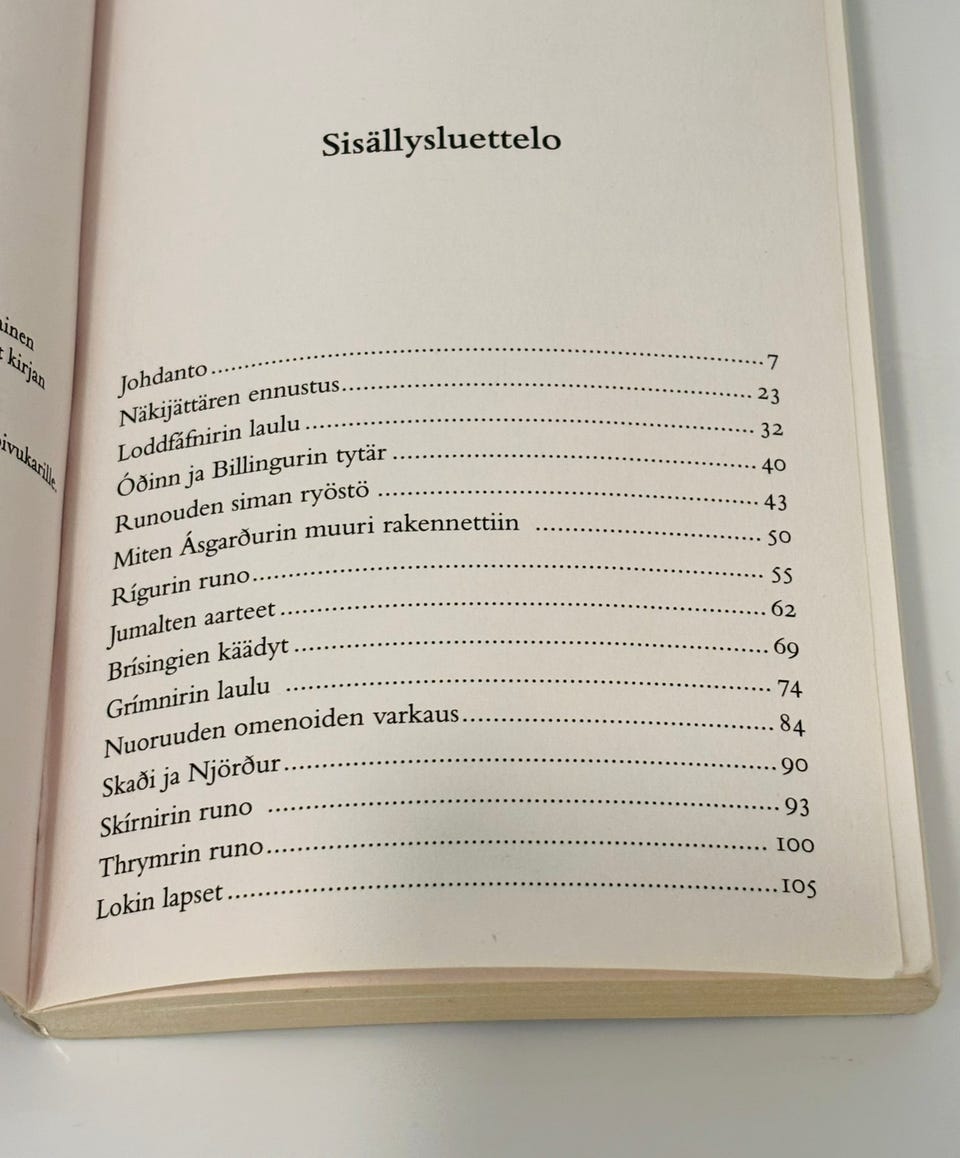 kirjan
Sisällysluettelo
Johdanto 7
Näkijättären ennustus 23
Loddfáfnirin laulu 32
Óðinn ja Billingurin tytär 40
Runouden siman ryöstö 43
Miten Ásgarðurin muuri rakennettiin 50
Rígurin runo 55
Jumalten aarteet 62
Brísingien käädyt 69
Grímnirin laulu 74
Nuoruuden omenoiden varkaus 84
Skaði ja Njörður 90
Skírnirin runo 93
Thrymrin runo 100
Lokin lapset 105